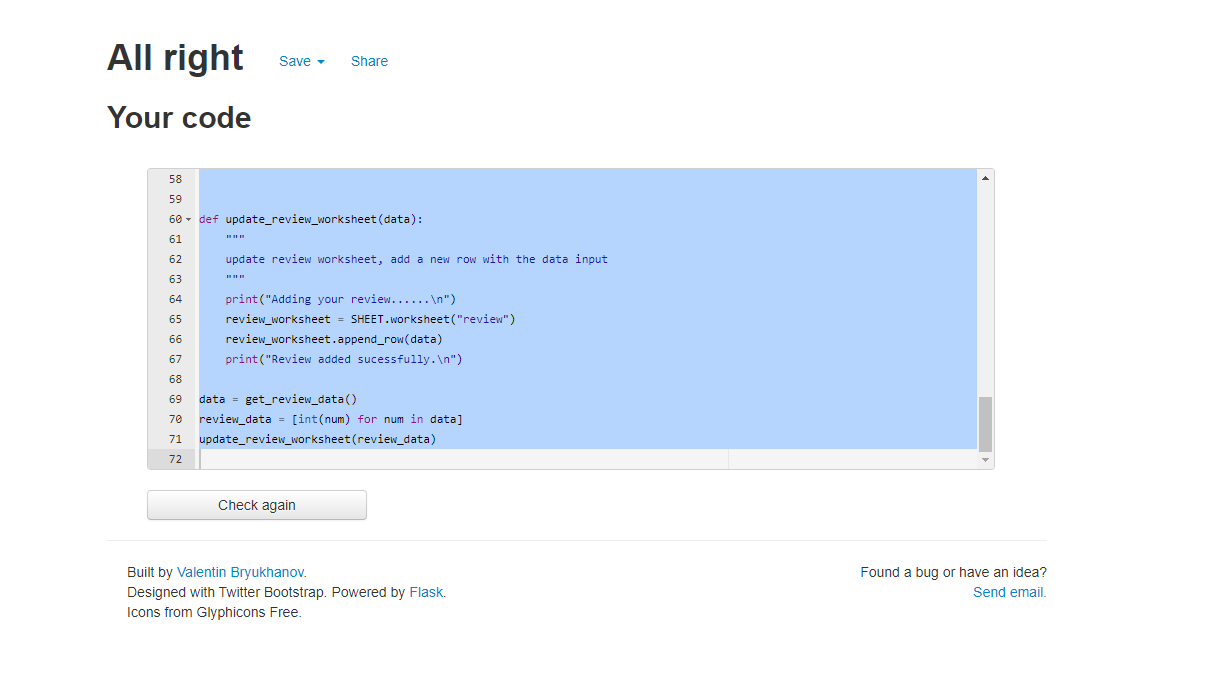 All right
Save
Share
Your code
58
59
60 def update_review_worksheet(data):
61 """
62 update review worksheet, add a new row with the data input
63 """
64 print("Adding your review......\n")
65 review_worksheet = SHEET.worksheet("review")
66 review_worksheet.append_row(data)
67 print("Review added sucessfully.\n")
68
69 data = get_review_data()
70 review_data = [int(num) for num in data]
71 update_review_worksheet(review_data)
72
Check again
Built by Valentin Bryukhanov.
Designed with Twitter Bootstrap. Powered by Flask.
Icons from Glyphicons Free.
Found a bug or have an idea?
Send email.